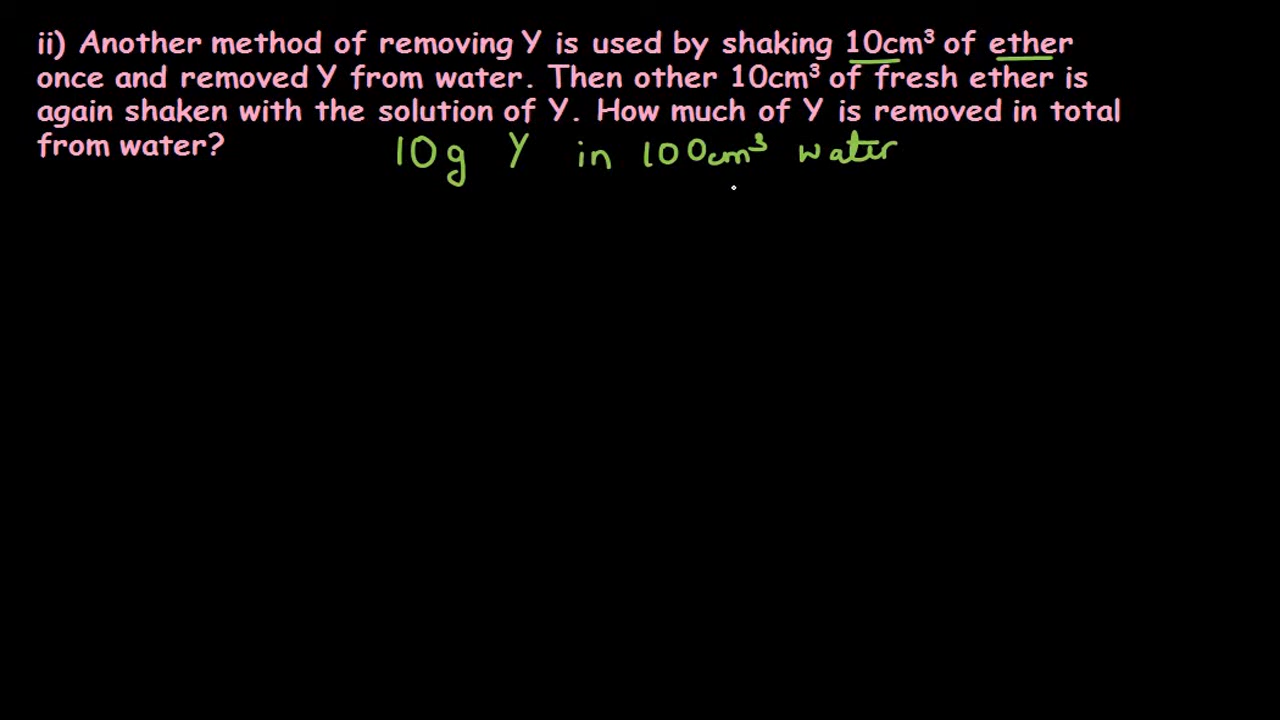 ii) Another method of removing Y is used by shaking 10cm³ of ether
once and removed Y from water. Then other 10cm³ of fresh ether is
again shaken with the solution of Y. How much of Y is removed in total
from water?
10g Y in 100cm³ water